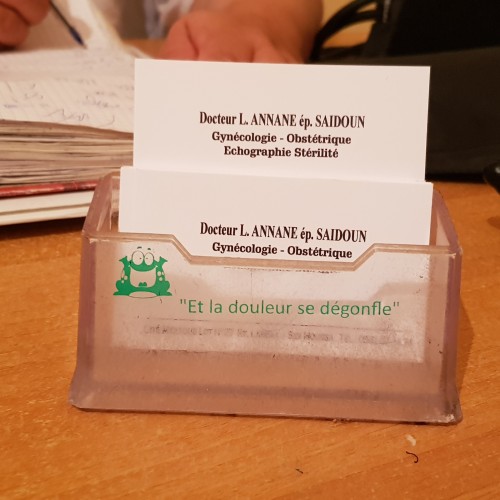 Docteur L. ANNANE ép. SAIDOUN
Gynécologie - Obstétrique
Echographie Stérilité
Docteur L. ANNANE ép. SAIDOUN
Gynécologie - Obstétrique
"Et la douleur se dégonfle"